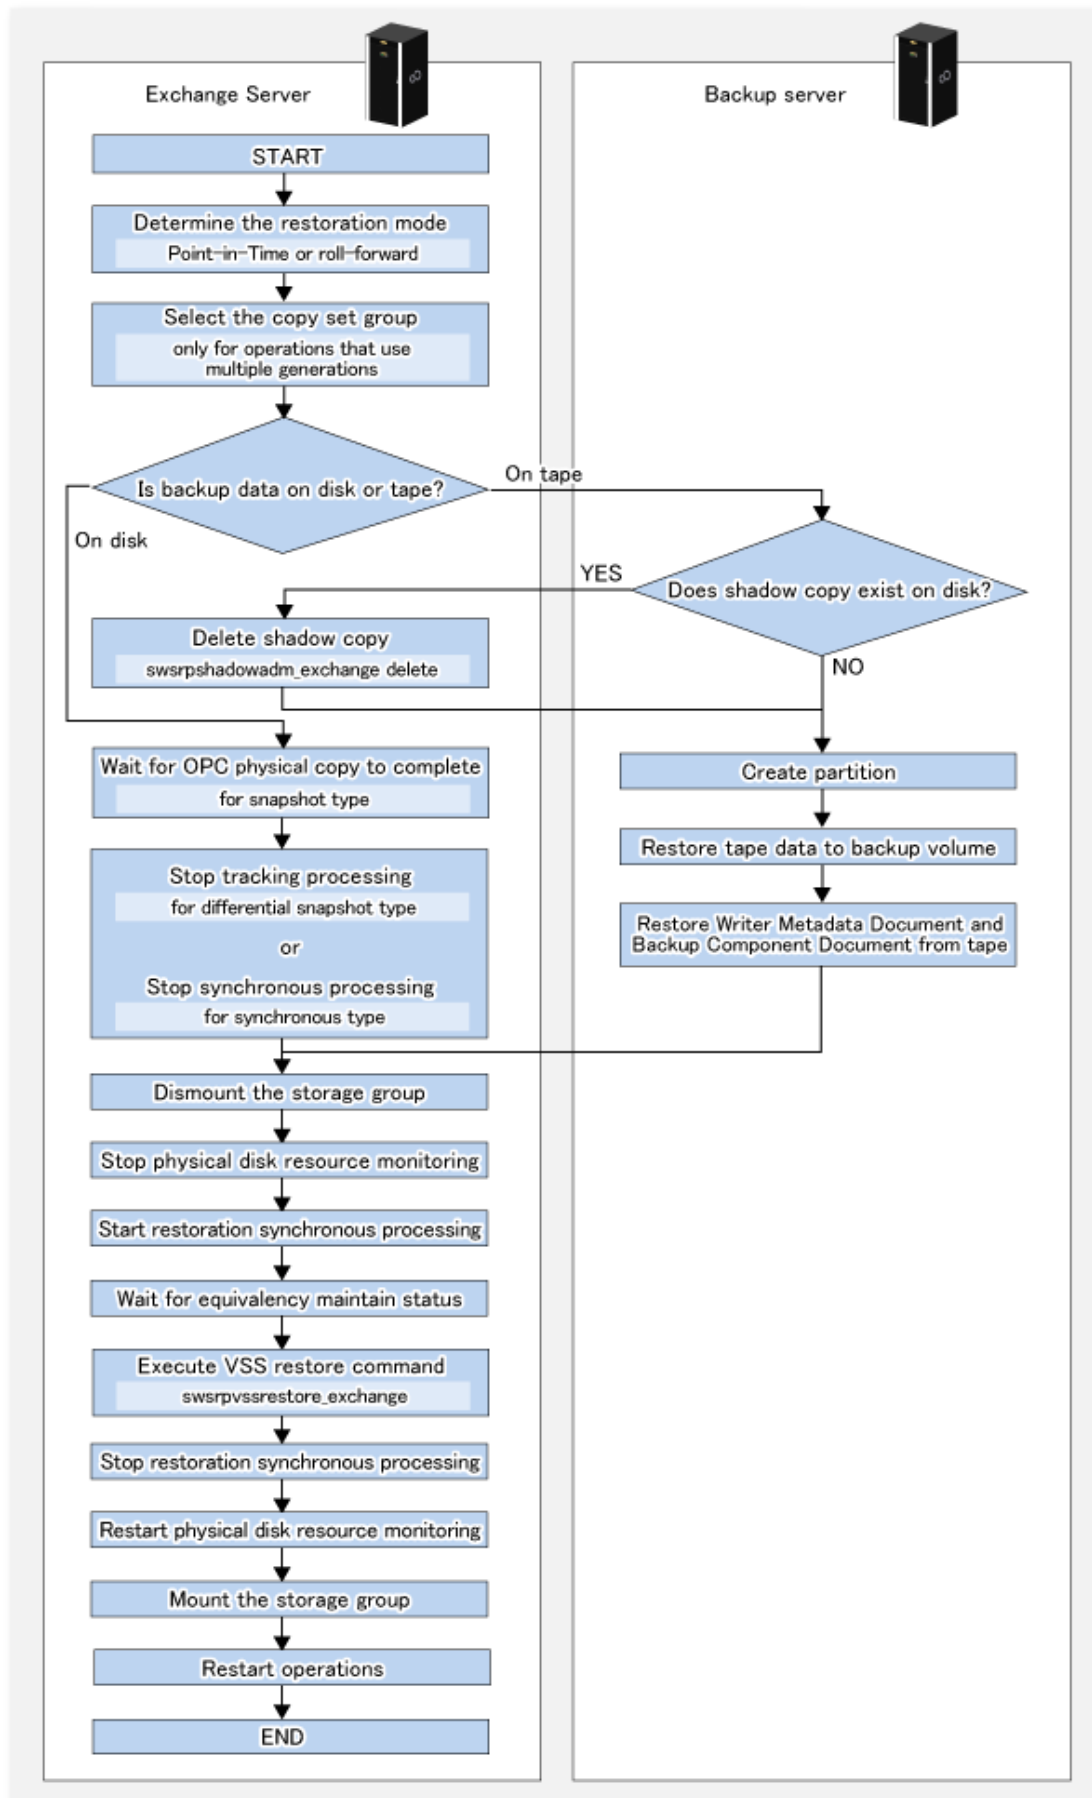 Exchange Server
Backup server
START
Determine the restoration mode
Point-in-Time or roll-forward
Select the copy set group
only for operations that use
multiple generations
Is backup data on disk or tape?
On tape
On disk
Does shadow copy exist on disk?
YES
NO
Delete shadow copy
swsrpshadowadm_exchange delete
Wait for OPC physical copy to complete
for snapshot type
Create partition
Restore tape data to backup volume
Stop tracking processing
for differential snapshot type
or
Stop synchronous processing
for synchronous type
Restore Writer Metadata Document and
Backup Component Document from tape
Dismount the storage group
Stop physical disk resource monitoring
Start restoration synchronous processing
Wait for equivalency maintain status
Execute VSS restore command
swsrpvssrestore_exchange
Stop restoration synchronous processing
Restart physical disk resource monitoring
Mount the storage group
Restart operations
END